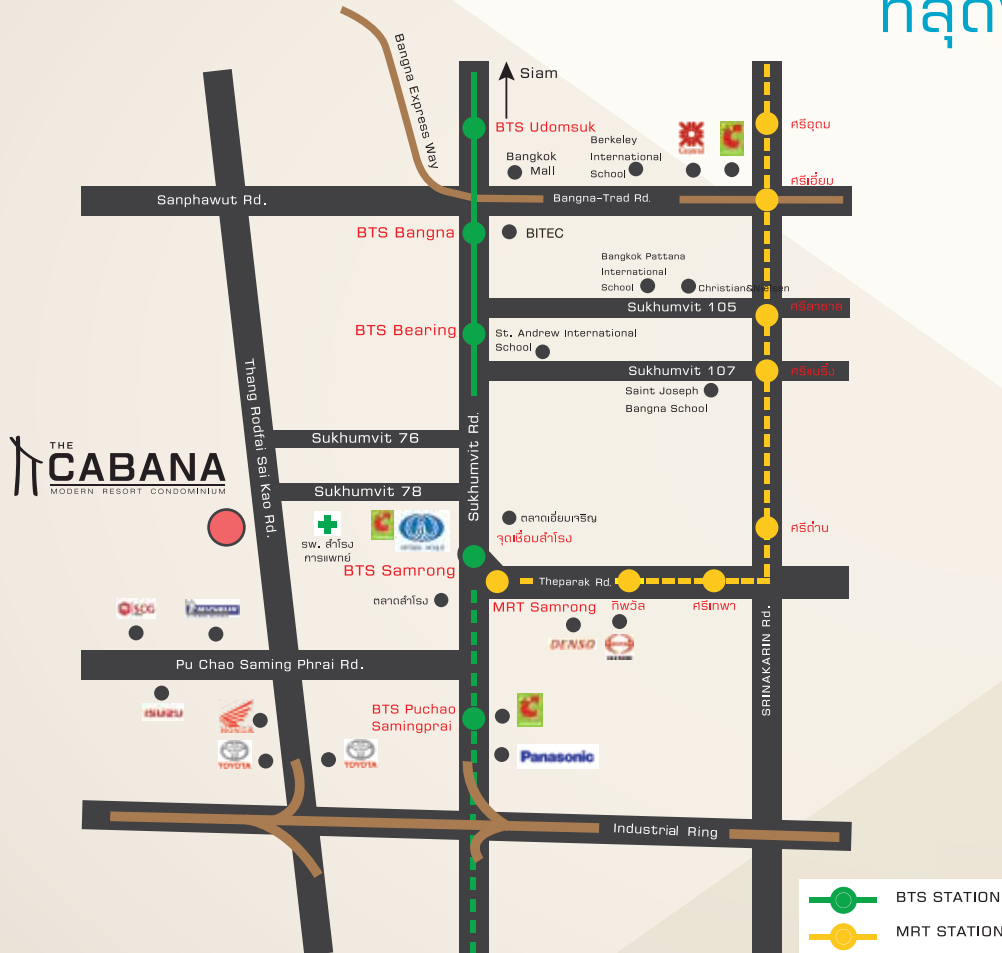 Siam
Bangna Express Way
BTS Udomsuk
Bangkok
Mall
Berkeley
International
School
ศรีอุดม
ศรีเอี่ยม
Sanphawut Rd.
Bangna-Trad Rd.
BTS Bangna
BITEC
Bangkok Pattana
International
School
Christian&Nielsen
Sukhumvit 105
ศรีลาซาล
BTS Bearing
St. Andrew International
School
Sukhumvit 107
ศรีแบริ่ง
Saint Joseph
Bangna School
Thang Rodfai Sai Kao Rd.
Sukhumvit Rd.
Sukhumvit 76
THE
CABANA
MODERN RESORT CONDOMINIUM
Sukhumvit 78
รพ. สำโรง
การแพทย์
ตลาดเอี่ยมเจริญ
จุดเชื่อมสำโรง
ศรีด่าน
BTS Samrong
Theparak Rd.
ตลาดสำโรง
MRT Samrong
ทิพวัล
ศรีเทพา
SCG
DENSO
SRINAKARIN Rd.
Pu Chao Saming Phrai Rd.
ISUZU
HONDA
BTS Puchao
Samingprai
TOYOTA
TOYOTA
Panasonic
Industrial Ring
BTS STATION
MRT STATION